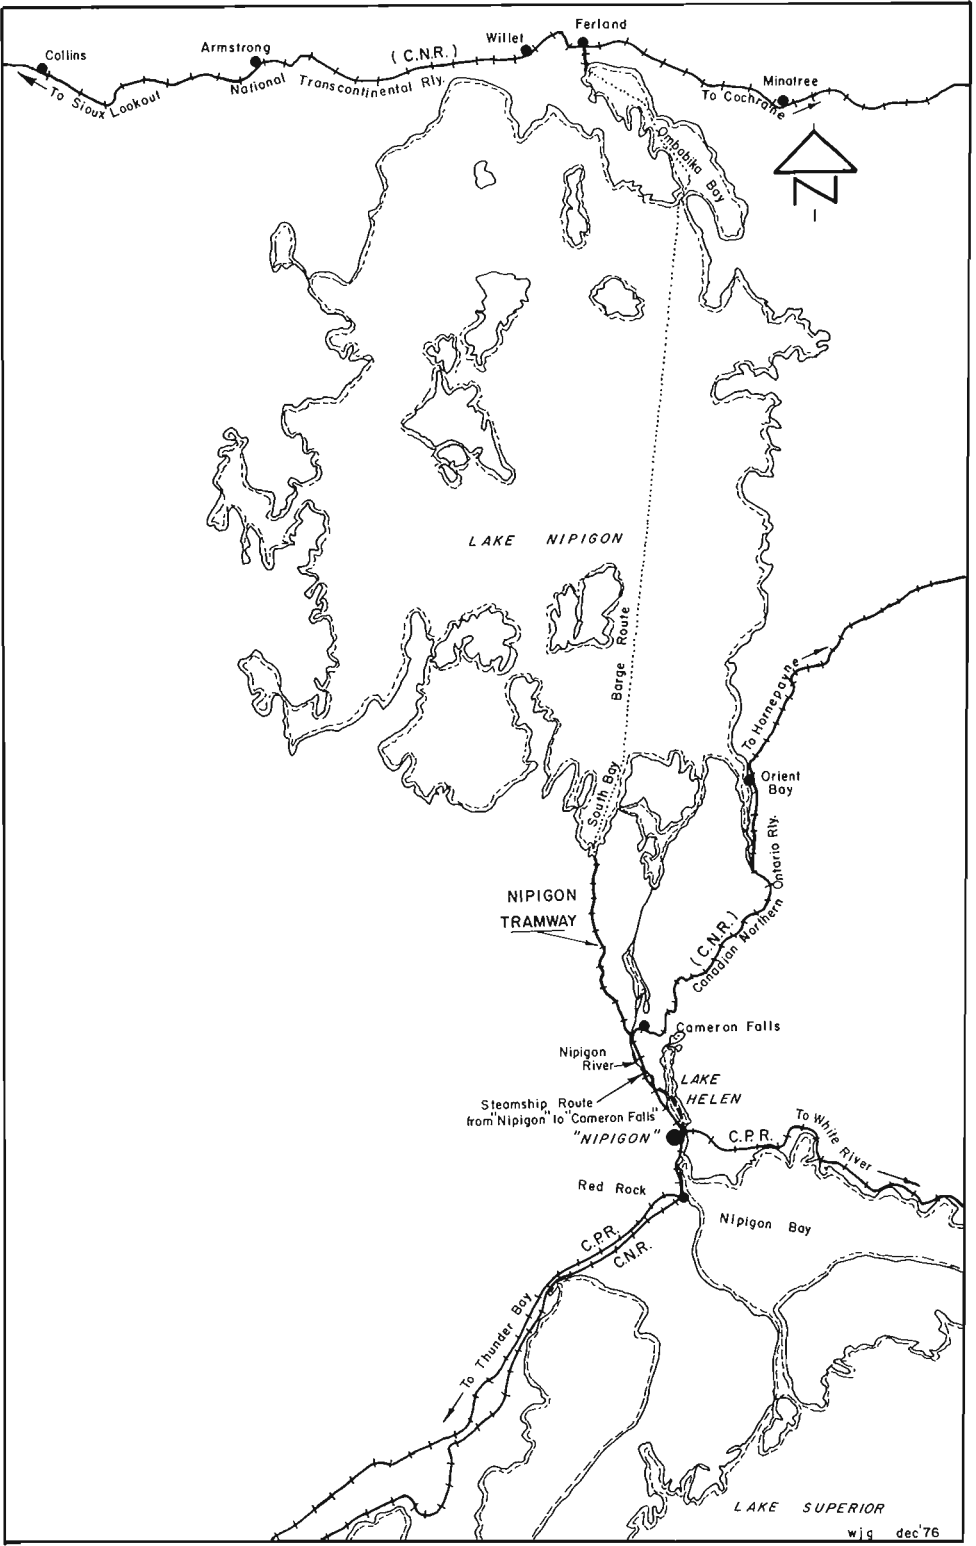 Ferland
Willet
( C.N.R. )
Armstrong
Collins
Minataree
To Cochrane
National Transcontinental Rly.
To Sioux Lookout
Ombabika Bay
N
LAKE NIPIGON
Barge Route
To Hornepayne
South Bay
Orient
Bay
Canadian Northern Ontario Rly.
( C.N.R. )
NIPIGON
TRAMWAY
Cameron Falls
Nipigon
River
LAKE
HELEN
Steamship Route
from "Nipigon" to "Cameron Falls"
"NIPIGON"
C.P.R.
To White River
Red Rock
Nipigon Bay
C.P.R.
C.N.R.
To Thunder Bay
LAKE SUPERIOR
wjg dec '76